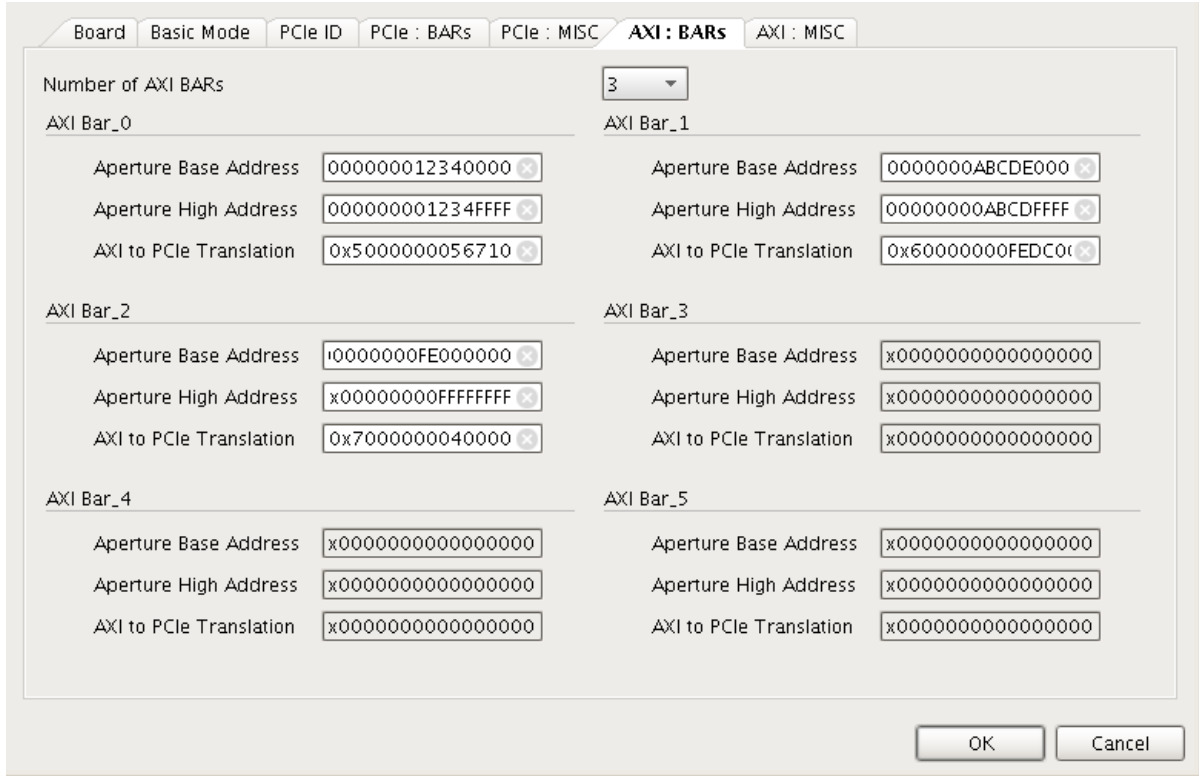 Board Basic Mode PCIe ID PCIe : BARs PCIe : MISC AXI : BARs AXI : MISC
Number of AXI BARs 3
AXI Bar_0 AXI Bar_1
Aperture Base Address 000000012340000 Aperture Base Address 0000000ABCDE000
Aperture High Address 000000001234FFFF Aperture High Address 00000000ABCDFFFF
AXI to PCIe Translation 0x5000000056710 AXI to PCIe Translation 0x60000000FEDC0
AXI Bar_2 AXI Bar_3
Aperture Base Address 0000000FE000000 Aperture Base Address x0000000000000000
Aperture High Address x00000000FFFFFFFF Aperture High Address x0000000000000000
AXI to PCIe Translation 0x7000000040000 AXI to PCIe Translation x0000000000000000
AXI Bar_4 AXI Bar_5
Aperture Base Address x0000000000000000 Aperture Base Address x0000000000000000
Aperture High Address x0000000000000000 Aperture High Address x0000000000000000
AXI to PCIe Translation x0000000000000000 AXI to PCIe Translation x0000000000000000
OK Cancel